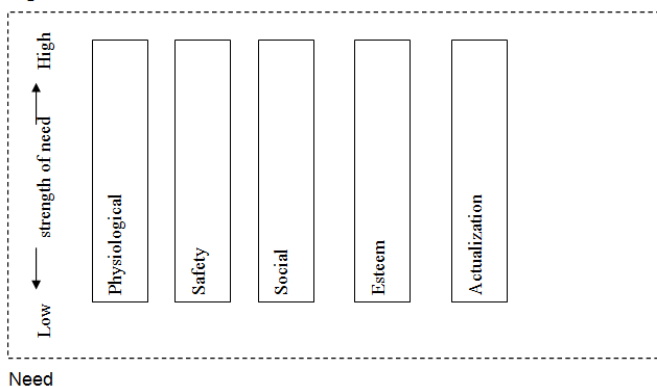 High
strength of need
Low
Physiological
Safety
Social
Esteem
Actualization
Need